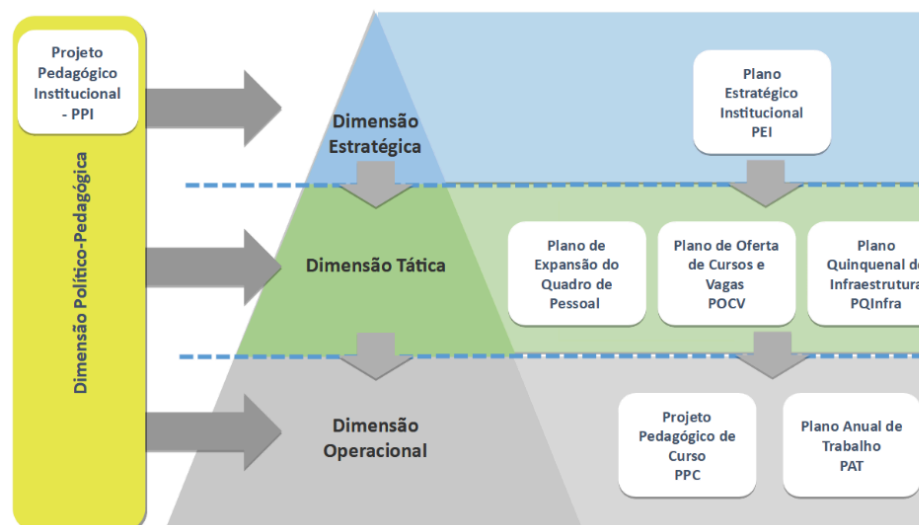 Projeto
Pedagógico
Institucional
- PPI
Dimensão Político-Pedagógica
Dimensão
Estratégica
Plano
Estratégico
Institucional
PEI
Dimensão Tática
Plano de
Expansão do
Quadro de
Pessoal
Plano de Oferta
de Cursos e
Vagas
POCV
Plano
Quinquenal de
Infraestrutura
PQInfra
Dimensão
Operacional
Projeto
Pedagógico de
Curso
PPC
Plano Anual de
Trabalho
PAT